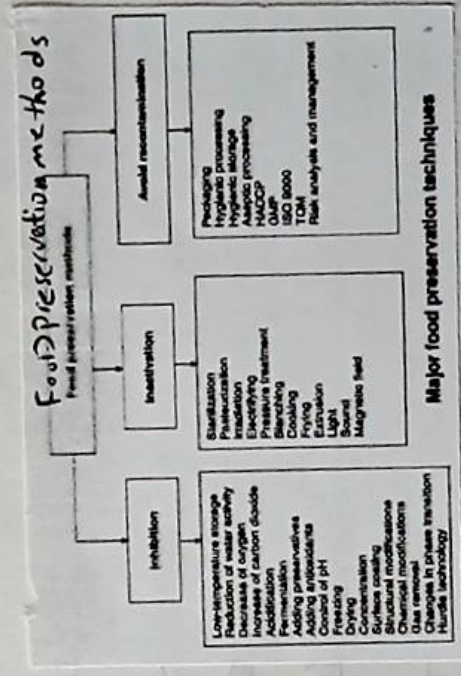 FooD preservation methods
Food preservation methods
Inhibition
Inactivation
Avoid recontamination
Low-temperature storage
Reduction of water activity
Decrease of oxygen
Increase of carbon dioxide
Acidification
Fermentation
Adding preservatives
Adding antioxidants
Control of pH
Freezing
Drying
Concentration
Surface coating
Structural modifications
Chemical modifications
Gas removal
Changes in phase transition
Hurdle technology
Sterilization
Pasteurization
Irradiation
Electrifying
Pressure treatment
Blanching
Cooking
Frying
Extrusion
Light
Sound
Magnetic field
Packaging
Hygienic processing
Hygienic storage
Aseptic processing
HACCP
GMP
ISO 9000
TQM
Risk analysis and management
Major food preservation techniques